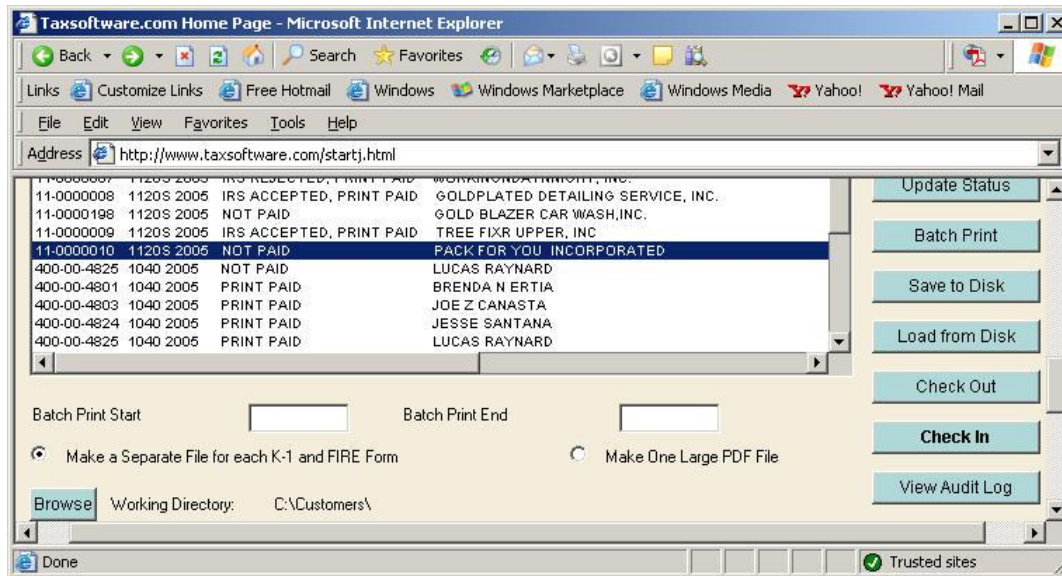 Taxsoftware.com Home Page - Microsoft Internet Explorer
Back Search Favorites
Links Customize Links Free Hotmail Windows Windows Marketplace Windows Media Yahoo! Yahoo! Mail
File Edit View Favorites Tools Help
Address http://www.taxsoftware.com/startj.html
1120S 2005 IRS REJECTED, PRINT PAID
11-0000008 1120S 2005 IRS ACCEPTED, PRINT PAID GOLDPLATED DETAILING SERVICE, INC.
11-0000198 1120S 2005 NOT PAID GOLD BLAZER CAR WASH,INC.
11-0000009 1120S 2005 IRS ACCEPTED, PRINT PAID TREE FIXR UPPER, INC
11-0000010 1120S 2005 NOT PAID PACK FOR YOU INCORPORATED
400-00-4825 1040 2005 NOT PAID LUCAS RAYNARD
400-00-4801 1040 2005 PRINT PAID BRENDA N ERTIA
400-00-4803 1040 2005 PRINT PAID JOE Z CANASTA
400-00-4824 1040 2005 PRINT PAID JESSE SANTANA
400-00-4825 1040 2005 PRINT PAID LUCAS RAYNARD
Update Status
Batch Print
Save to Disk
Load from Disk
Check Out
Check In
View Audit Log
Batch Print Start Batch Print End
Make a Separate File for each K-1 and FIRE Form Make One Large PDF File
Browse Working Directory: C:\Customers\
Done Trusted sites